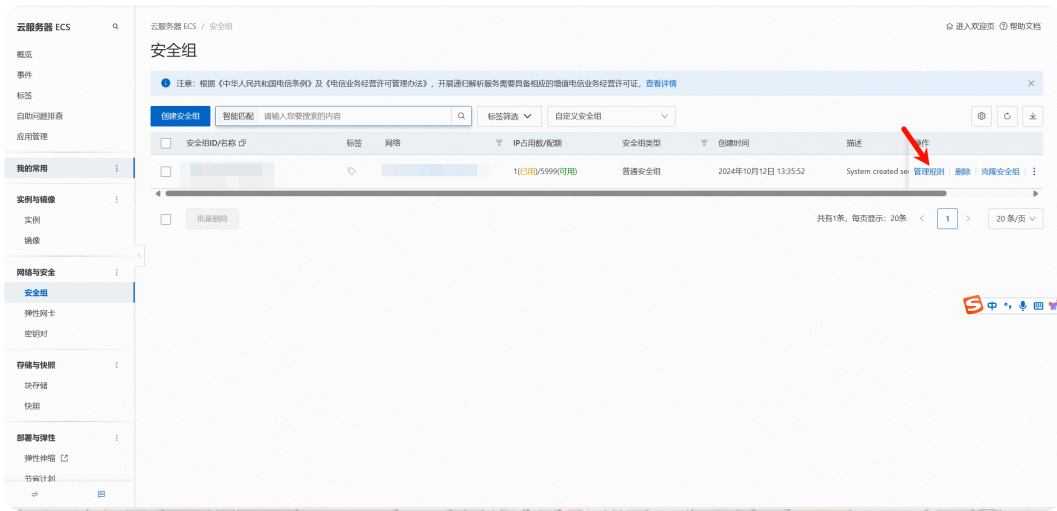 云服务器 ECS
概览
事件
标签
自助问题排查
应用管理
我的常用
实例与镜像
实例
镜像
网络与安全
安全组
弹性网卡
密钥对
存储与快照
块存储
快照
部署与弹性
弹性伸缩
节省计划
云服务器 ECS / 安全组
进入欢迎页 帮助文档
安全组
注意：根据《中华人民共和国电信条例》及《电信业务经营许可管理办法》，开展递归解析服务需要具备相应的增值电信业务经营许可证，查看详情
创建安全组 智能匹配 请输入您要搜索的内容 标签筛选 自定义安全组
安全组ID/名称 标签 网络 IP占用数/配额 安全组类型 创建时间 描述 操作
1(已用)/5999(可用) 普通安全组 2024年10月12日 13:35:52 System created se 管理规则 删除 克隆安全组
批量删除 共有1条，每页显示：20条 1 20 条/页
中